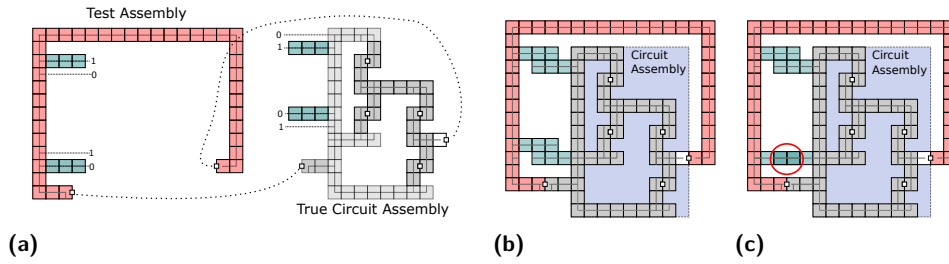 Test Assembly
0
1
1
0
0
1
1
0
True Circuit Assembly
Circuit
Assembly
Circuit
Assembly
(a)
(b)
(c)